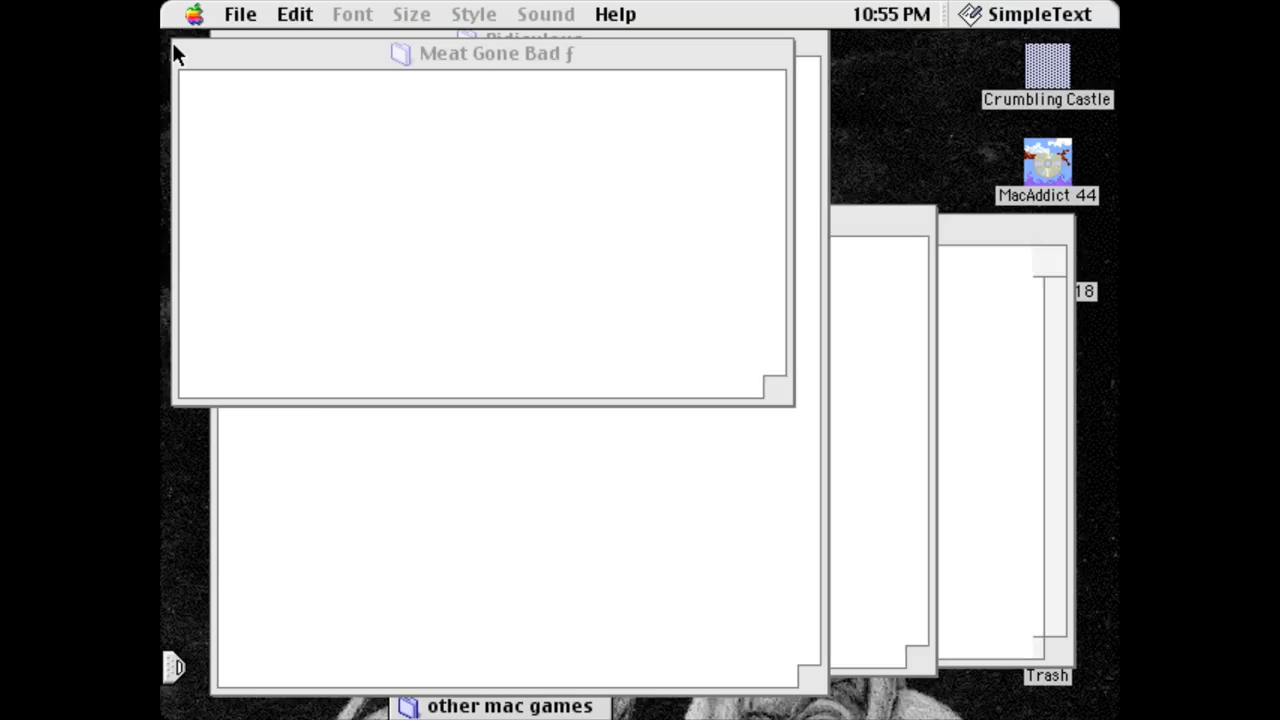 File Edit Font Size Style Sound Help 10:55 PM SimpleText
Ridiculous
Meat Gone Bad ƒ
Crumbling Castle
MacAddict 44
18
Trash
other mac games